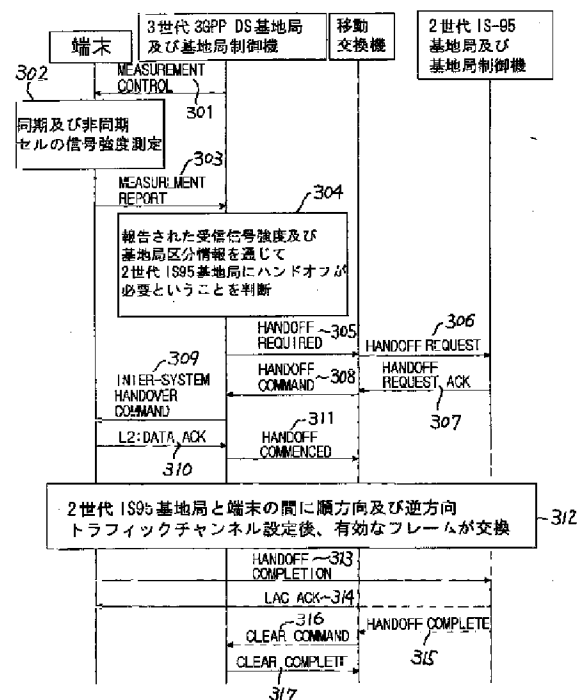 端末
3世代 3GPP DS基地局
及び基地局制御機
移動
交換機
2世代 IS-95
基地局及び
基地局制御機
302
MEASUREMENT
CONTROL
301
同期及び非同期
セルの信号強度測定
303
MEASUREMENT
REPORT
304
報告された受信信号強度及び
基地局区分情報を通じて
2世代IS95基地局にハンドオフが
必要ということを判断
HANDOFF
REQUIRED
305
306
HANDOFF REQUEST
309
INTER-SYSTEM
HANDOVER
COMMAND
HANDOFF
COMMAND
308
HANDOFF
REQUEST ACK
307
L2:DATA ACK
310
311
HANDOFF
COMMENCED
2世代 IS95基地局と端末の間に順方向及び逆方向
トラフィックチャンネル設定後、有効なフレームが交換
312
HANDOFF
COMPLETION
313
LAC ACK
314
316
CLEAR COMMAND
HANDOFF COMPLETE
315
CLEAR COMPLETE
317